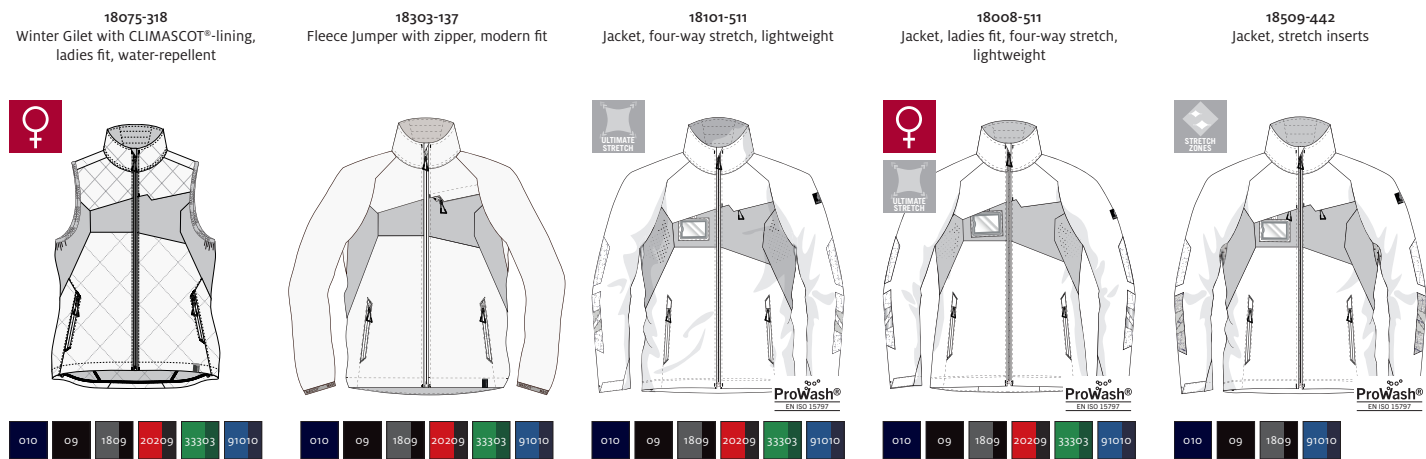 18075-318
Winter Gilet with CLIMASCOT®-lining,
ladies fit, water-repellent
18303-137
Fleece Jumper with zipper, modern fit
18101-511
Jacket, four-way stretch, lightweight
18008-511
Jacket, ladies fit, four-way stretch,
lightweight
18509-442
Jacket, stretch inserts
ULTIMATE
STRETCH
ULTIMATE
STRETCH
STRETCH
ZONES
ProWash®
EN ISO 15797
ProWash®
EN ISO 15797
ProWash®
EN ISO 15797
010 09 1809 20209 33303 91010
010 09 1809 20209 33303 91010
010 09 1809 20209 33303 91010
010 09 1809 20209 33303 91010
010 09 1809 91010